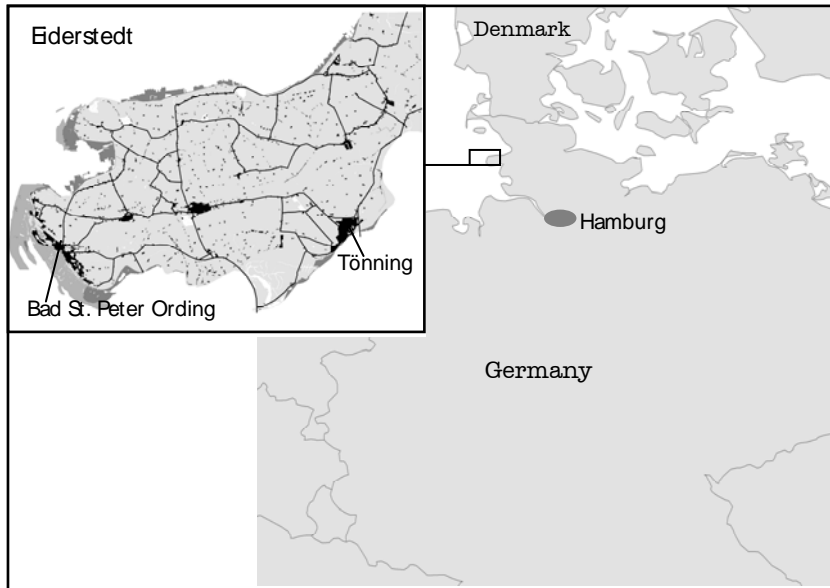 Eiderstedt
Denmark
Hamburg
Tönning
Bad St. Peter Ording
Germany